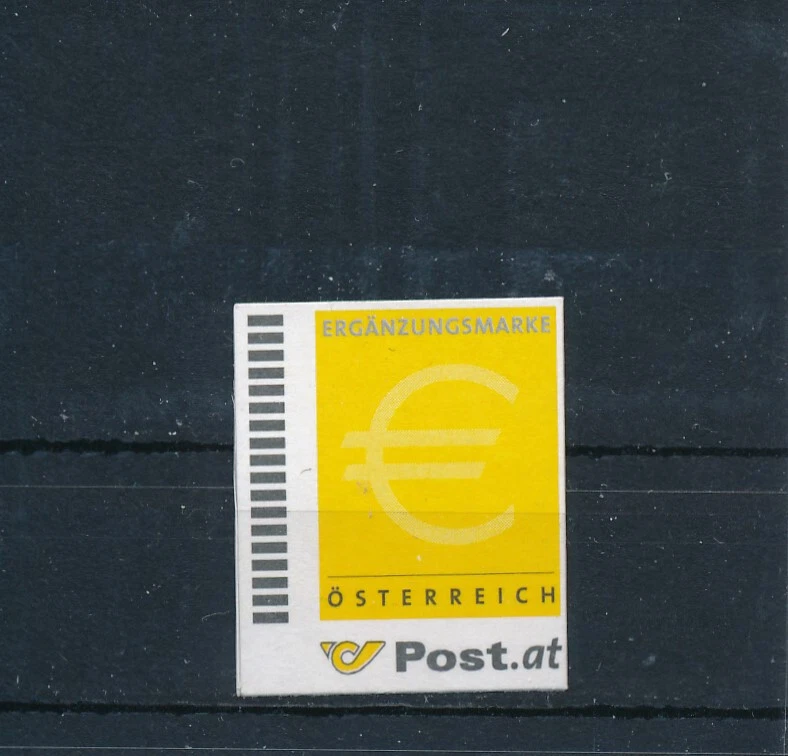 ERGÄNZUNGSMARKE
€
ÖSTERREICH
Post.at